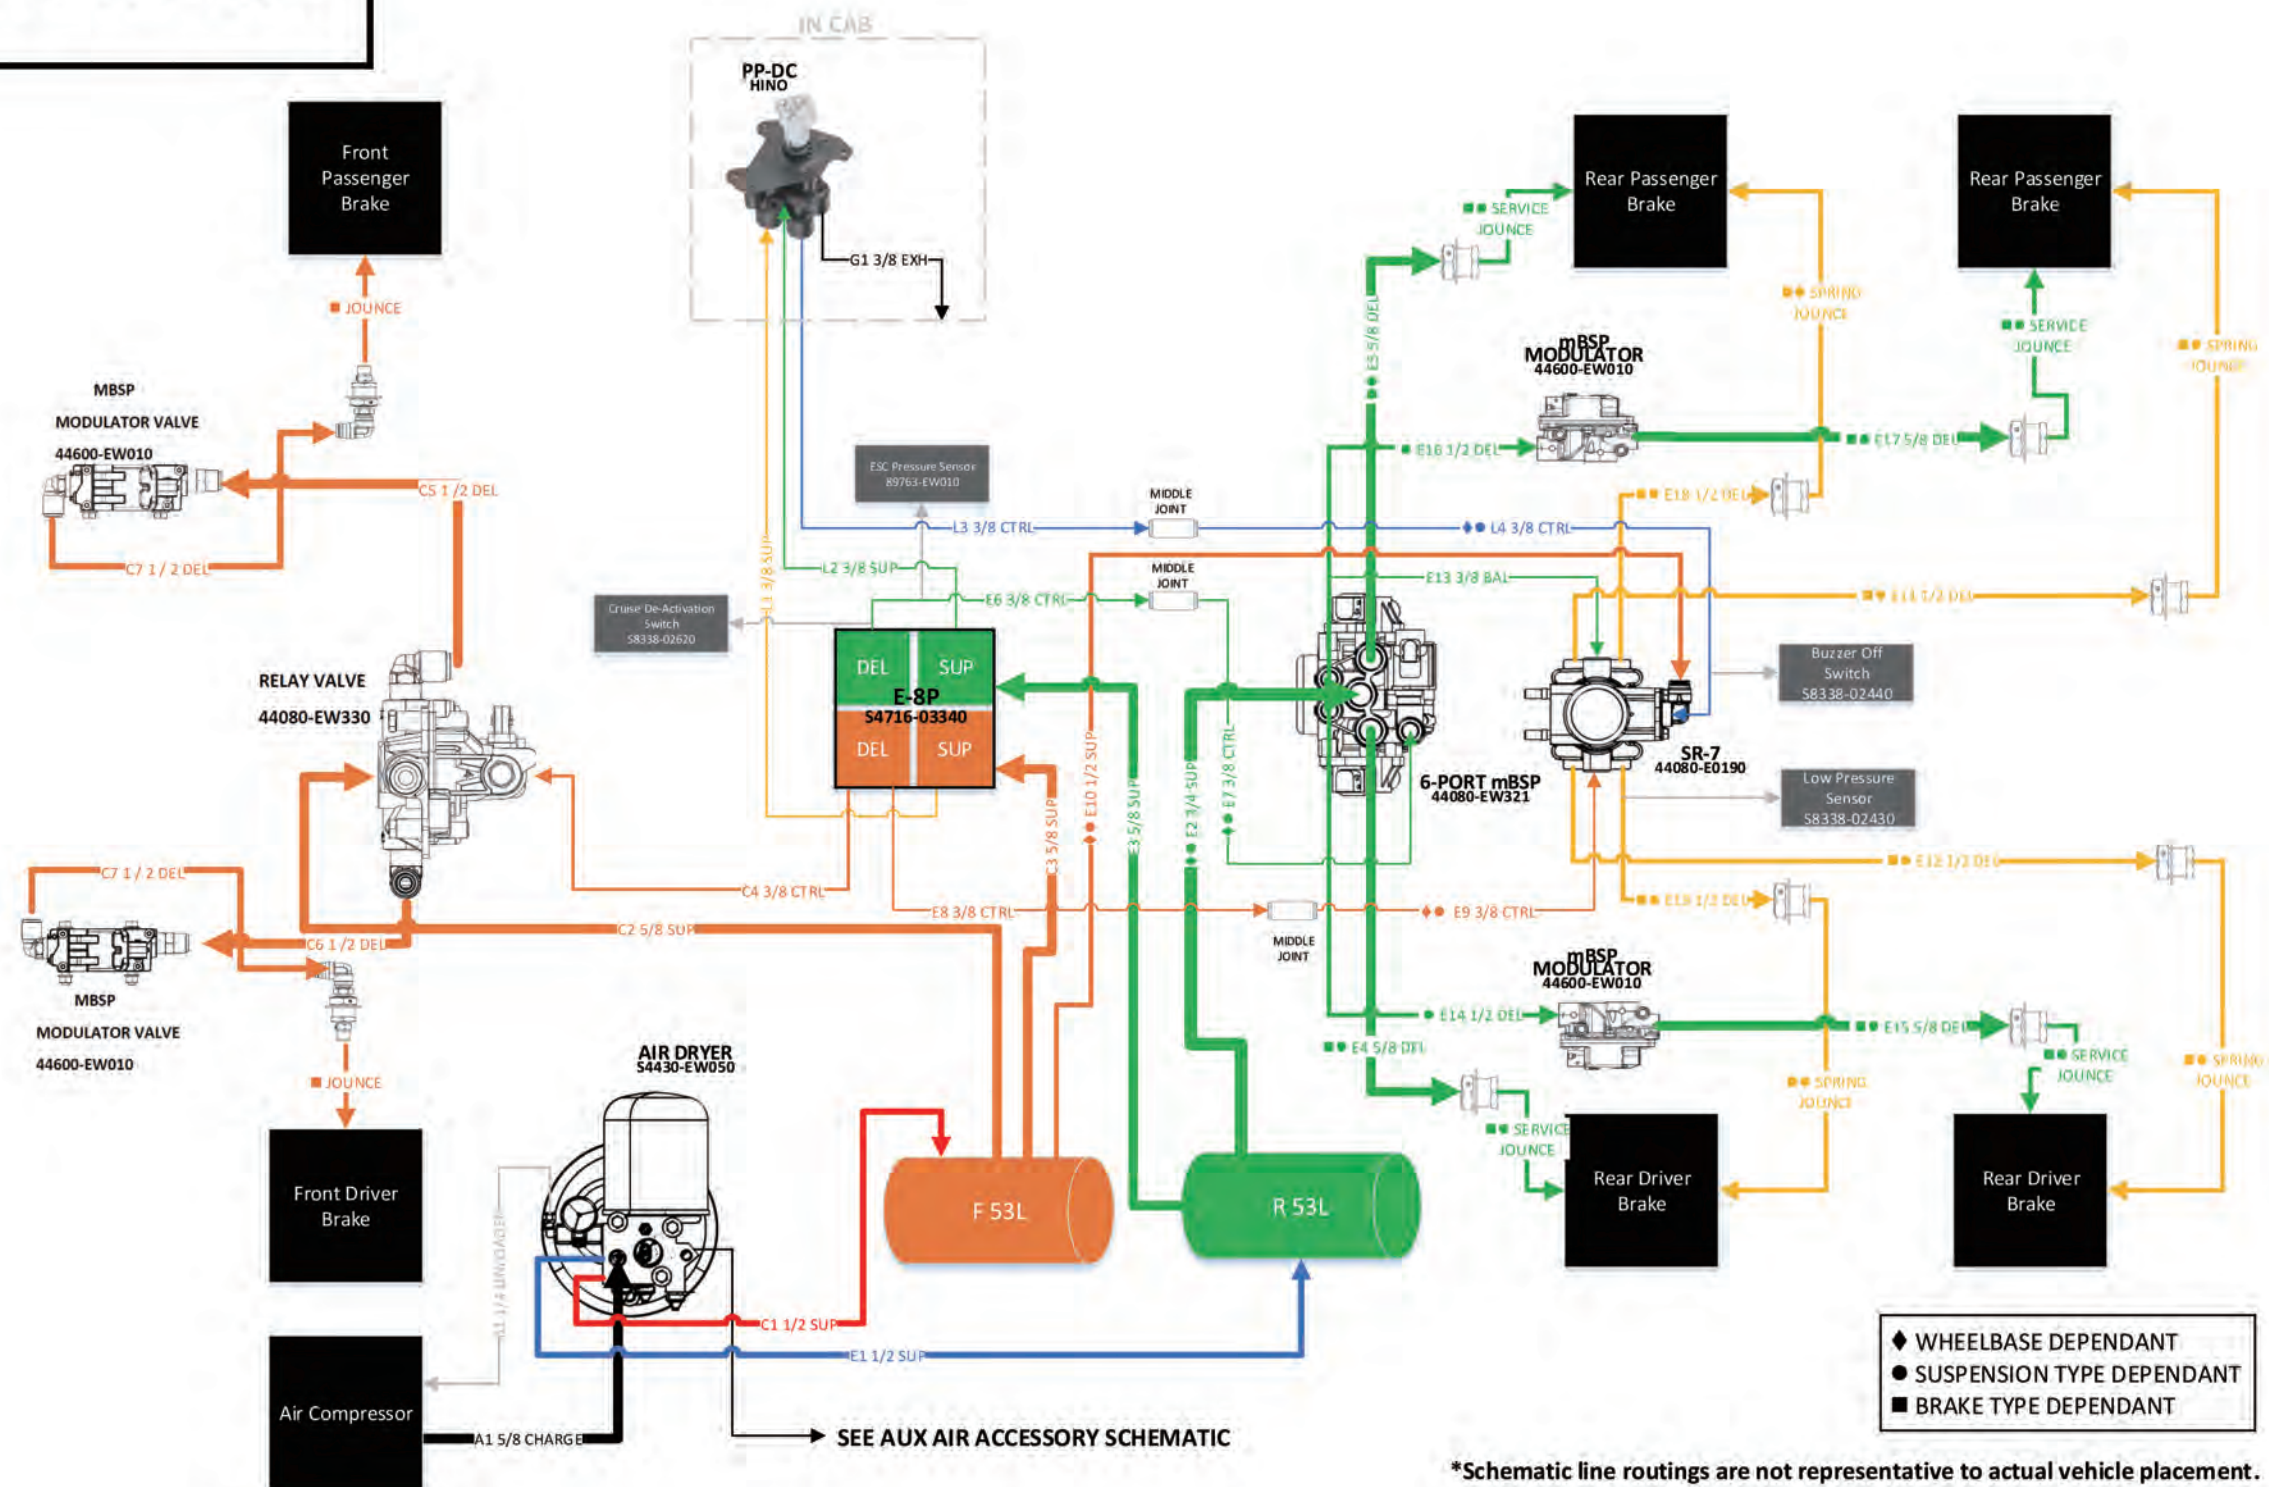 IN CAB
PP-DC
HINO
G1 3/8 EXH
Front
Passenger
Brake
■ JOUNCE
MBSP
MODULATOR VALVE
44600-EW010
C5 1 /2 DEL
C7 1 / 2 DEL
RELAY VALVE
44080-EW330
C7 1 / 2 DEL
C6 1/2 DEL
MBSP
MODULATOR VALVE
44600-EW010
■ JOUNCE
Front Driver
Brake
Air Compressor
A1 5/8 CHARGE
1/4 UNLOADER
AIR DRYER
S4430-EW050
C1 1/2 SUP
E1 1/2 SUP
SEE AUX AIR ACCESSORY SCHEMATIC
C2 5/8 SUP
C4 3/8 CTRL
ESC Pressure Sensor
89763-EW010
Cruise De-Activation
Switch
S8338-02620
L1 3/8 SUP
L2 3/8 SUP
L3 3/8 CTRL
MIDDLE
JOINT
◆● L4 3/8 CTRL
E6 3/8 CTRL
MIDDLE
JOINT
DEL
SUP
E-8P
S4716-03340
DEL
SUP
E8 3/8 CTRL
MIDDLE
JOINT
◆● E9 3/8 CTRL
C3 5/8 SUP
◆● E10 1/2 SUP
E3 5/8 SUP
◆● E2 3/4 SUP
◆● E7 3/8 CTRL
F 53L
R 53L
E5 5/8 DEL
■● SERVICE
JOUNCE
Rear Passenger
Brake
Rear Passenger
Brake
SPRING
JOUNCE
■● SERVICE
JOUNCE
SPRING
JOUNCE
mBSP
MODULATOR
44600-EW010
E16 1/2 DEL
■● E17 5/8 DEL
E18 1/2 DEL
E13 3/8 BAL
E11 1/2 DEL
6-PORT mBSP
44080-EW321
SR-7
44080-E0190
Buzzer Off
Switch
S8338-02440
Low Pressure
Sensor
S8338-02430
■● E12 1/2 DEL
1/2 DEL
mBSP
MODULATOR
44600-EW010
● E14 1/2 DEL
■● E15 5/8 DEL
■● E4 5/8 DEL
■● SERVICE
JOUNCE
SPRING
JOUNCE
■● SERVICE
JOUNCE
SPRING
JOUNCE
Rear Driver
Brake
Rear Driver
Brake
◆ WHEELBASE DEPENDANT
● SUSPENSION TYPE DEPENDANT
■ BRAKE TYPE DEPENDANT
*Schematic line routings are not representative to actual vehicle placement.